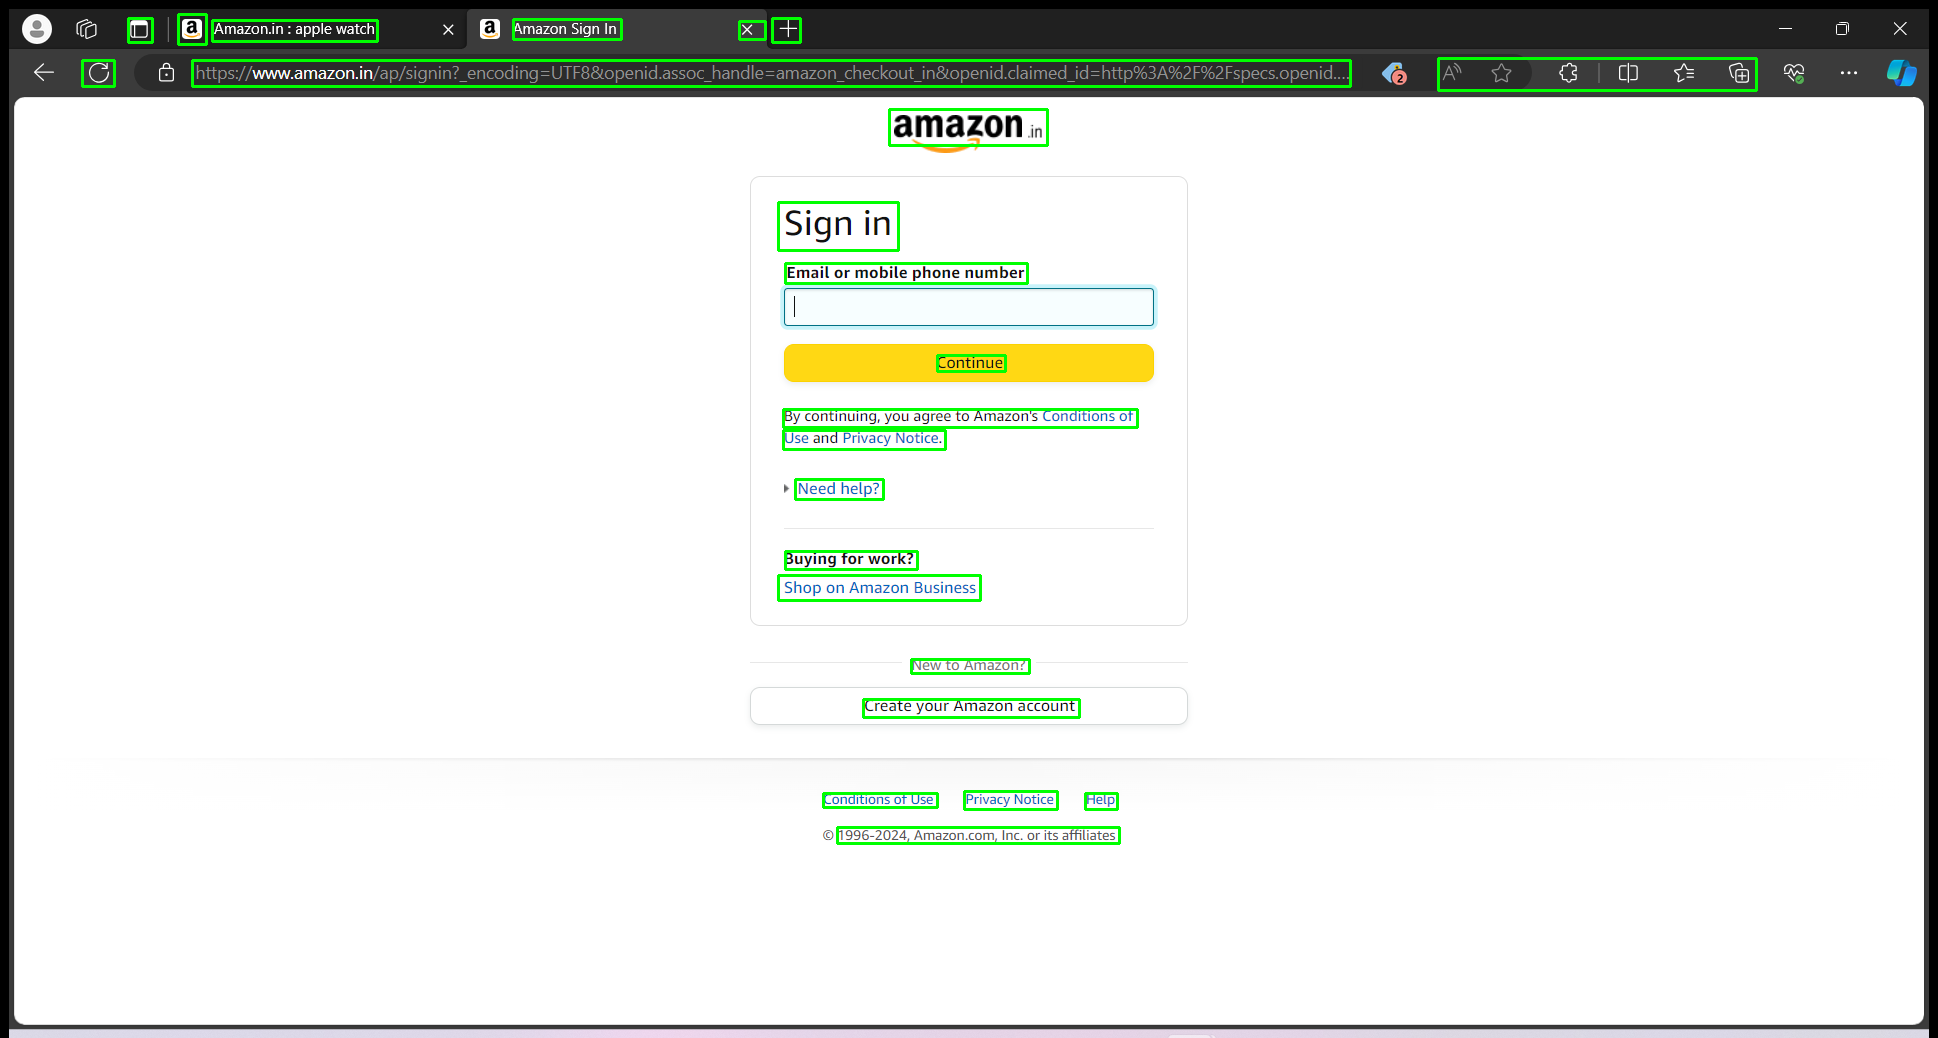 Amazon.in : apple watch
Amazon Sign In
https://www.amazon.in/ap/signin?_encoding=UTF8&openid.assoc_handle=amazon_checkout_in&openid.claimed_id=http%3A%2F%2Fspecs.openid....
2
amazon.in
Sign in
Email or mobile phone number
Continue
By continuing, you agree to Amazon's Conditions of
Use and Privacy Notice.
Need help?
Buying for work?
Shop on Amazon Business
New to Amazon?
Create your Amazon account
Conditions of Use Privacy Notice Help
© 1996-2024, Amazon.com, Inc. or its affiliates